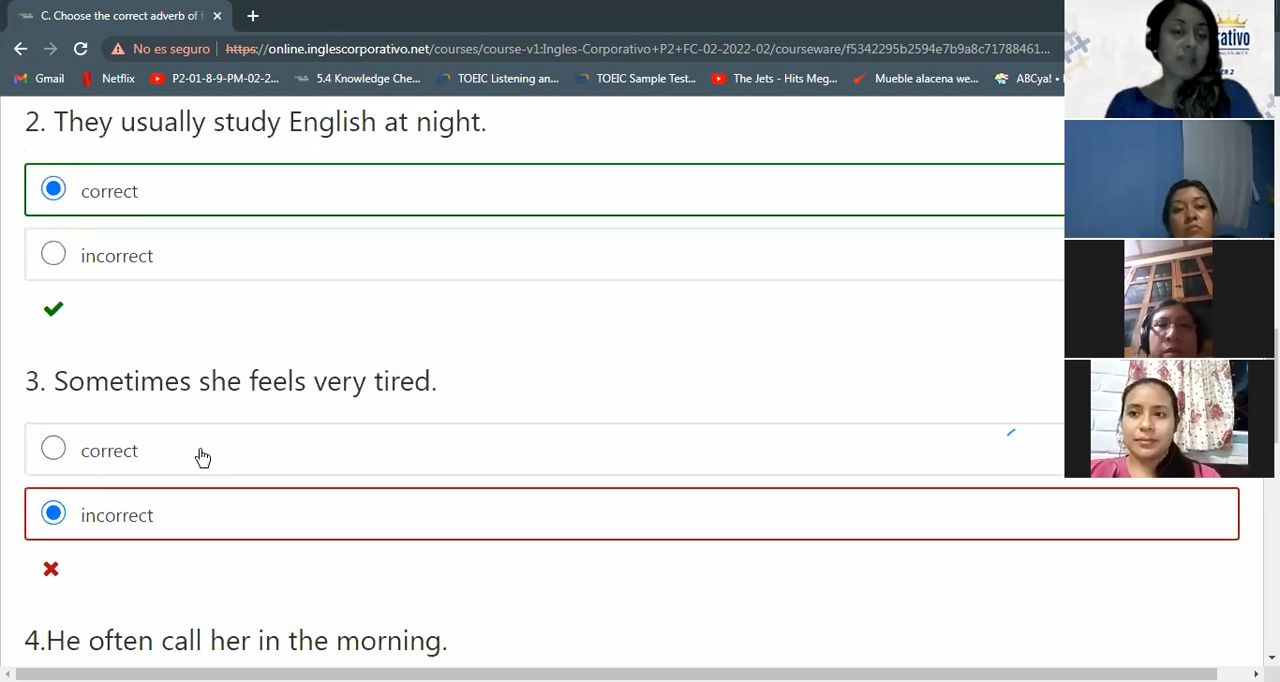 C. Choose the correct adverb of f
No es seguro
https://online.inglescorporativo.net/courses/course-v1:Ingles-Corporativo+P2+FC-02-2022-02/courseware/f5342295b2594e7b9a8c71788461...
Gmail
Netflix
P2-01-8-9-PM-02-2...
5.4 Knowledge Che...
TOEIC Listening an...
TOEIC Sample Test...
The Jets - Hits Meg...
Mueble alacena we...
ABCya! •
rativo
2. They usually study English at night.
correct
incorrect
3. Sometimes she feels very tired.
correct
incorrect
4.He often call her in the morning.